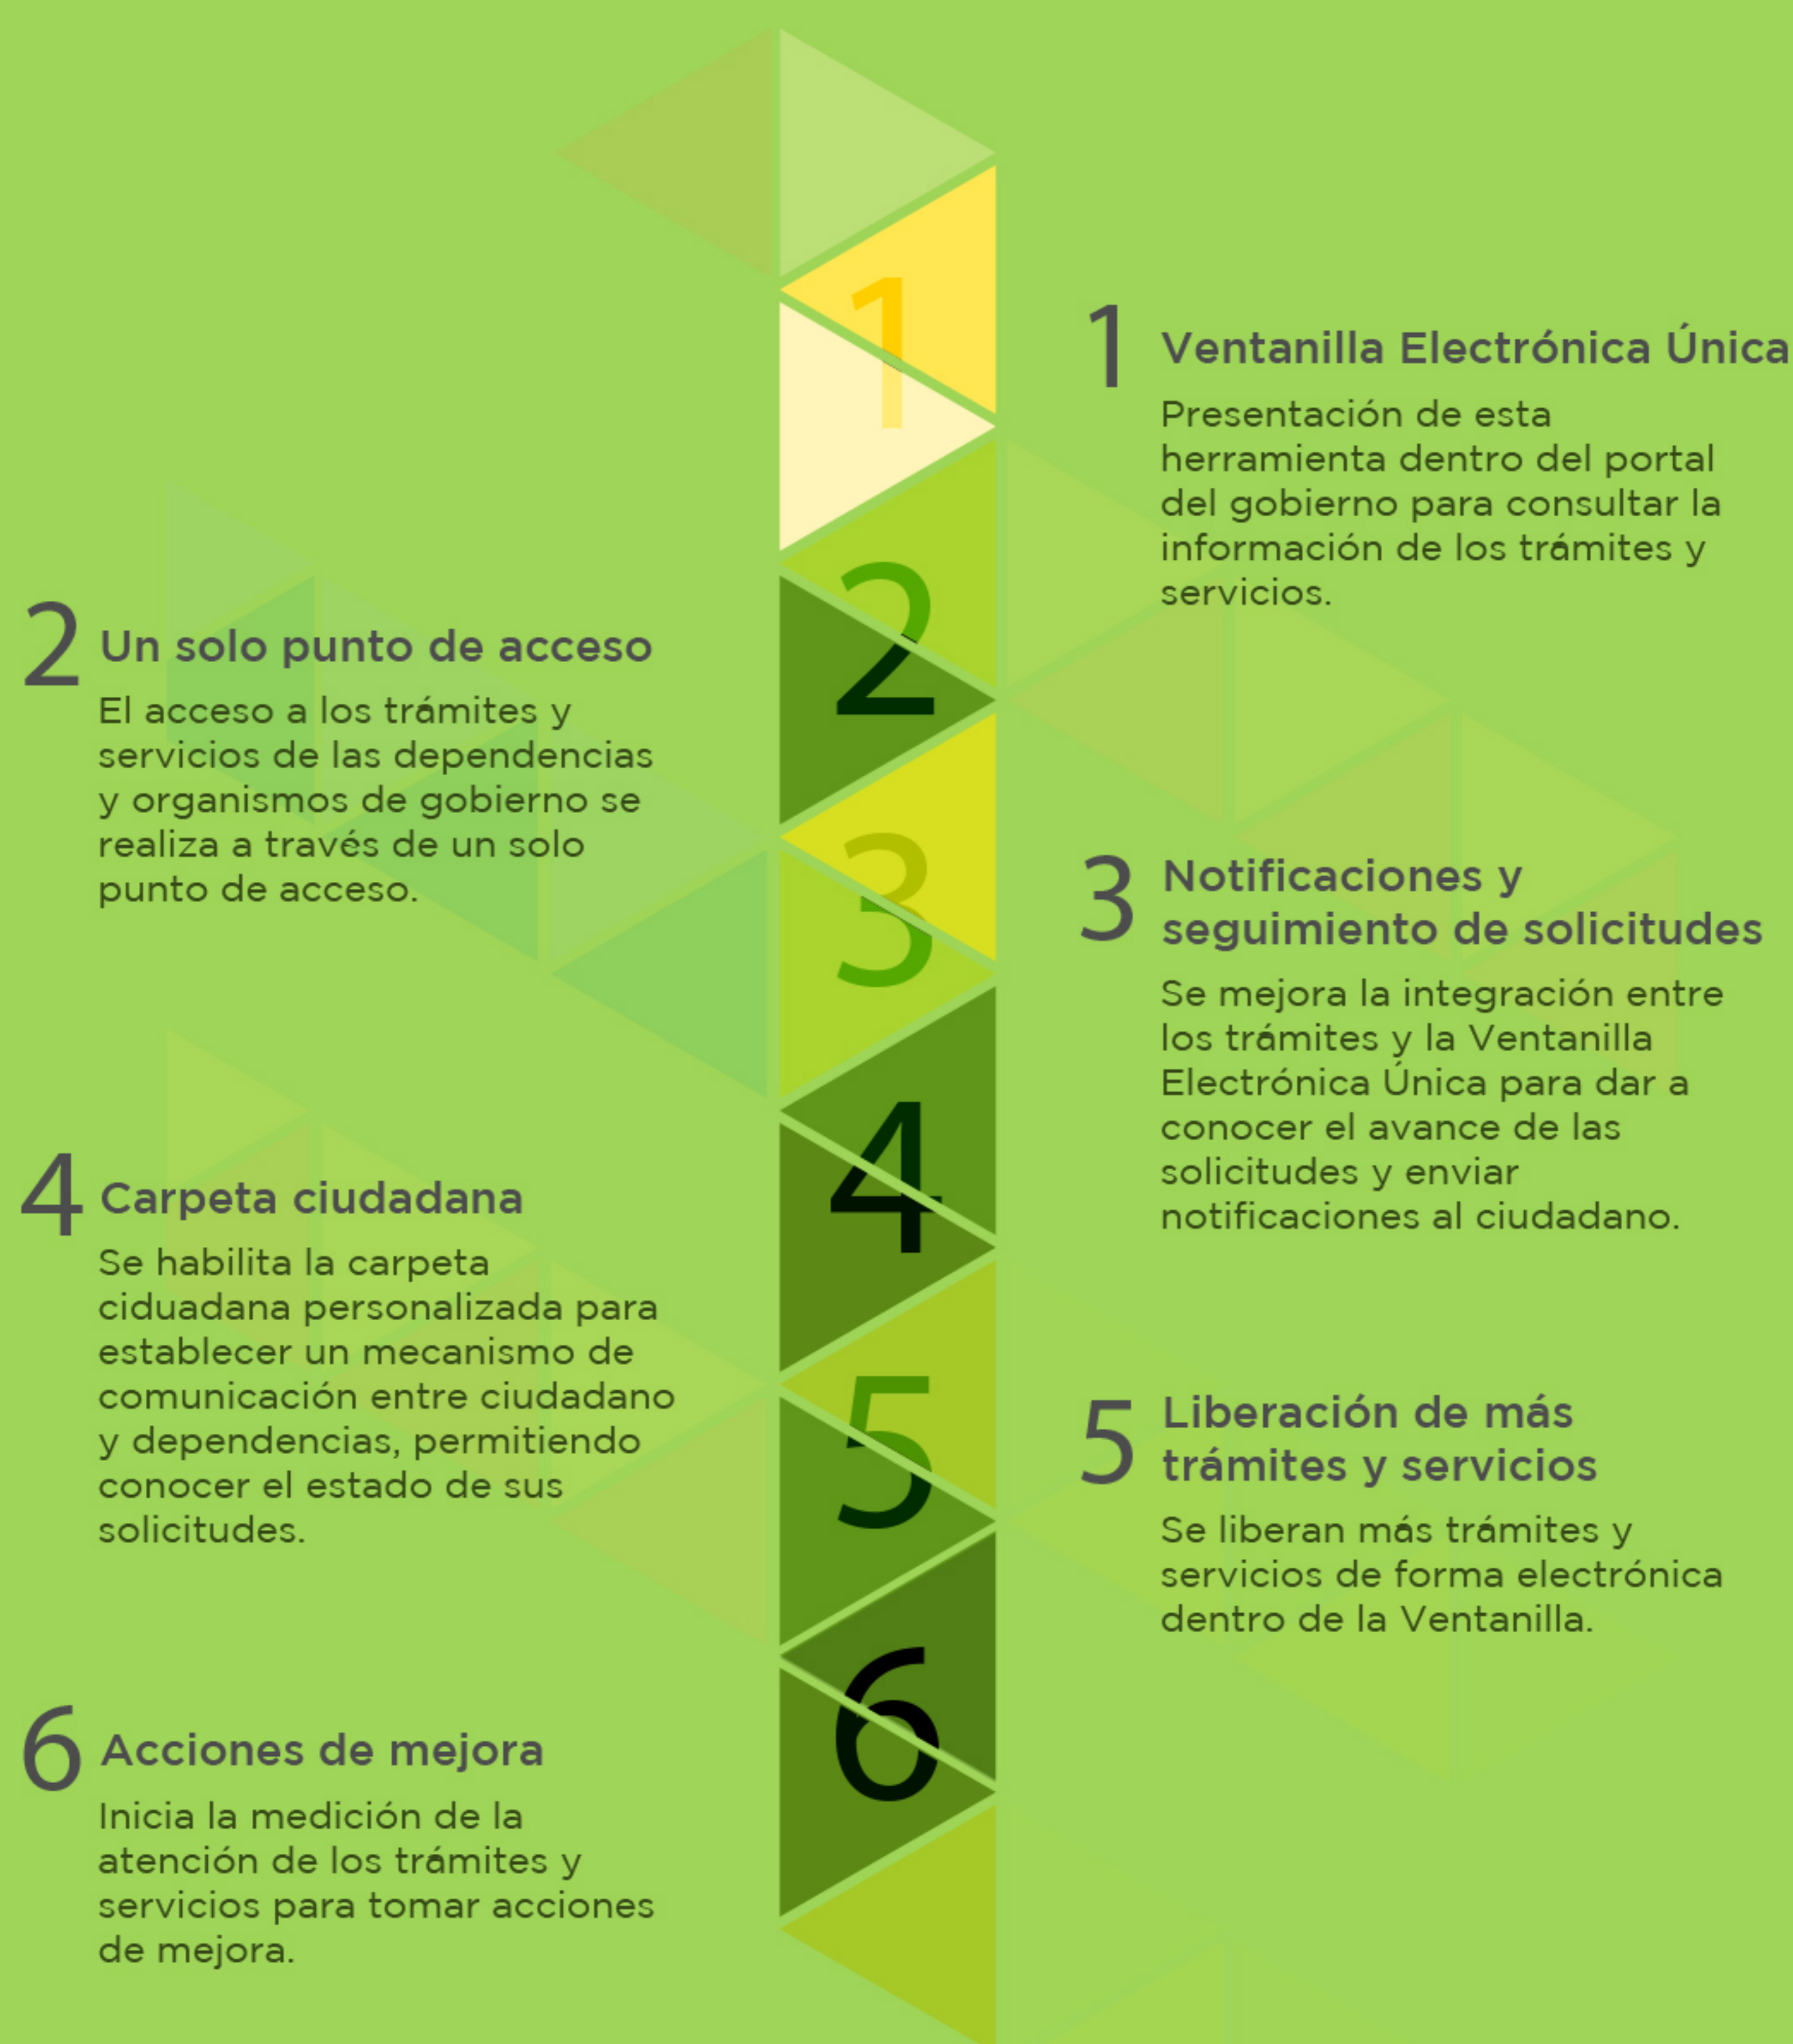 1
1 Ventanilla Electrónica Única
Presentación de esta
herramienta dentro del portal
del gobierno para consultar la
información de los trámites y
servicios.
2
2 Un solo punto de acceso
El acceso a los trámites y
servicios de las dependencias
y organismos de gobierno se
realiza a través de un solo
punto de acceso.
3
3 Notificaciones y
seguimiento de solicitudes
Se mejora la integración entre
los trámites y la Ventanilla
Electrónica Única para dar a
conocer el avance de las
solicitudes y enviar
notificaciones al ciudadano.
4
4 Carpeta ciudadana
Se habilita la carpeta
ciduadana personalizada para
establecer un mecanismo de
comunicación entre ciudadano
y dependencias, permitiendo
conocer el estado de sus
solicitudes.
5
5 Liberación de más
trámites y servicios
Se liberan más trámites y
servicios de forma electrónica
dentro de la Ventanilla.
6
6 Acciones de mejora
Inicia la medición de la
atención de los trámites y
servicios para tomar acciones
de mejora.